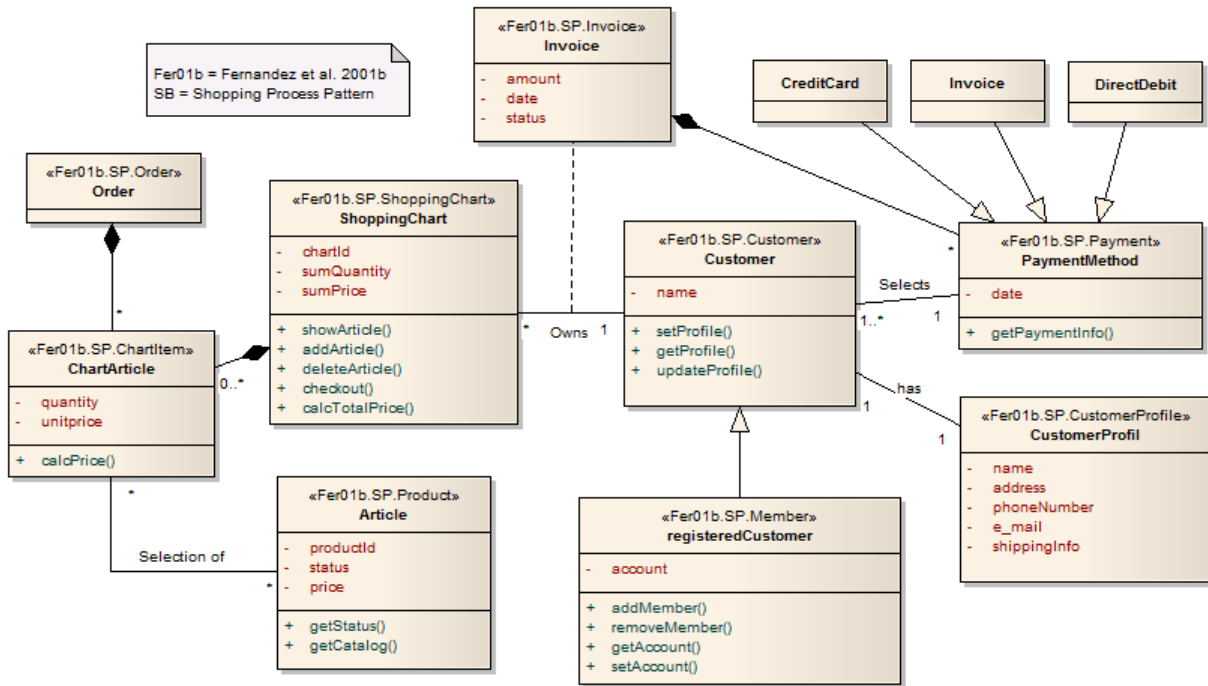 «Fer01b.SP.Invoice»
Invoice
- amount
- date
- status
Fer01b = Fernandez et al. 2001b
SB = Shopping Process Pattern
CreditCard
Invoice
DirectDebit
«Fer01b.SP.Order»
Order
*
«Fer01b.SP.ShoppingChart»
ShoppingChart
- chartId
- sumQuantity
- sumPrice
+ showArticle()
+ addArticle()
+ deleteArticle()
+ checkout()
+ calcTotalPrice()
* Owns 1
«Fer01b.SP.Customer»
Customer
- name
+ setProfile()
+ getProfile()
+ updateProfile()
*
«Fer01b.SP.Payment»
PaymentMethod
- date
+ getPaymentInfo()
Selects
1..* 1
has
1
1
«Fer01b.SP.ChartItem»
ChartArticle
- quantity
- unitprice
+ calcPrice()
0..*
*
Selection of
*
«Fer01b.SP.Product»
Article
- productId
- status
- price
+ getStatus()
+ getCatalog()
«Fer01b.SP.Member»
registeredCustomer
- account
+ addMember()
+ removeMember()
+ getAccount()
+ setAccount()
«Fer01b.SP.CustomerProfile»
CustomerProfil
- name
- address
- phoneNumber
- e_mail
- shippingInfo